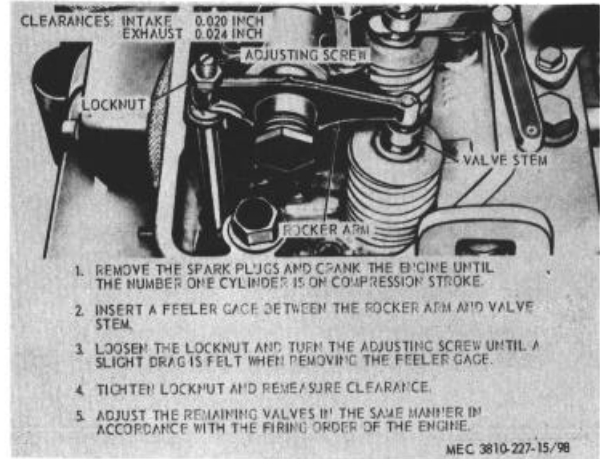 CLEARANCES: INTAKE 0.020 INCH
EXHAUST 0.024 INCH
ADJUSTING SCREW
LOCKNUT
VALVE STEM
ROCKER ARM
1. REMOVE THE SPARK PLUGS AND CRANK THE ENGINE UNTIL
THE NUMBER ONE CYLINDER IS ON COMPRESSION STROKE.
2. INSERT A FEELER GAGE BETWEEN THE ROCKER ARM AND VALVE
STEM.
3. LOOSEN THE LOCKNUT AND TURN THE ADJUSTING SCREW UNTIL A
SLIGHT DRAG IS FELT WHEN REMOVING THE FEELER GAGE.
4. TIGHTEN LOCKNUT AND REMEASURE CLEARANCE.
5. ADJUST THE REMAINING VALVES IN THE SAME MANNER IN
ACCORDANCE WITH THE FIRING ORDER OF THE ENGINE.
MEC 3810-227-15/98